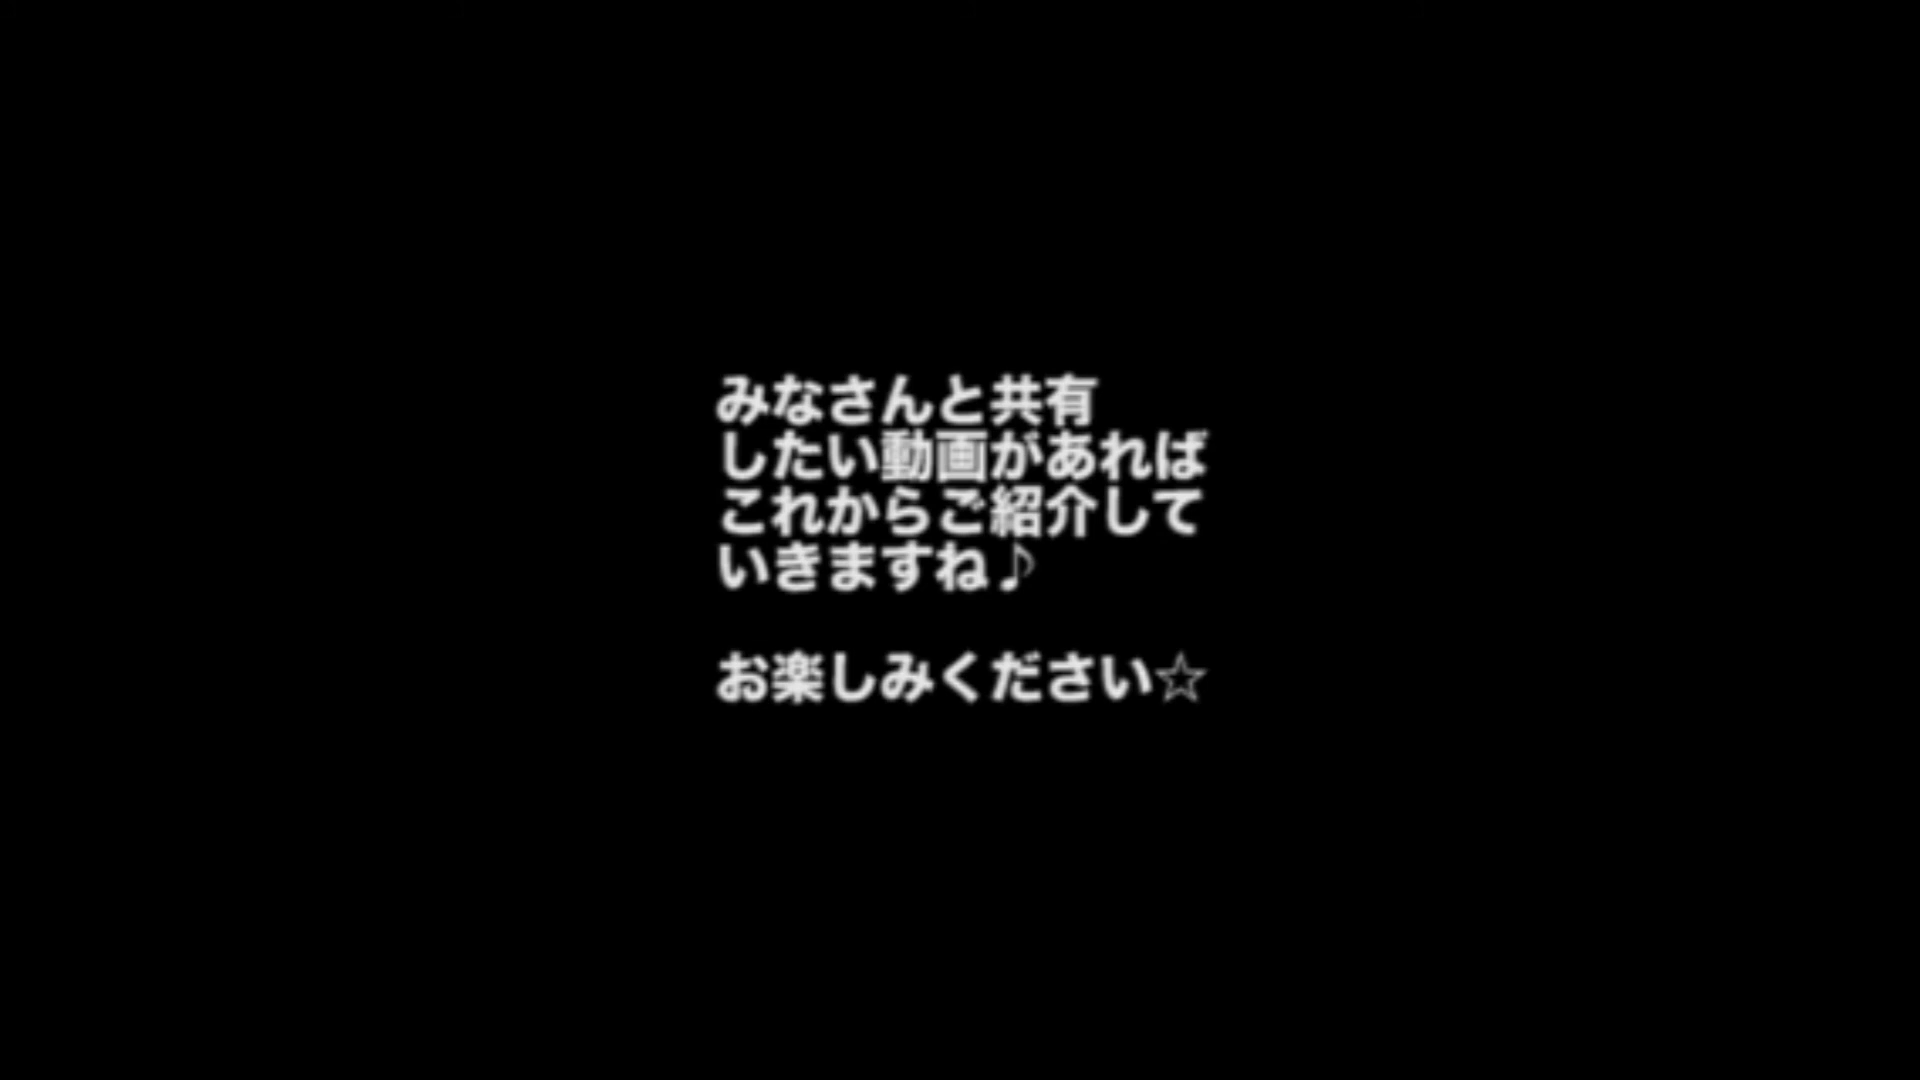 みなさんと共有
したい動画があれば
これからご紹介して
いきますね♪
お楽しみください☆